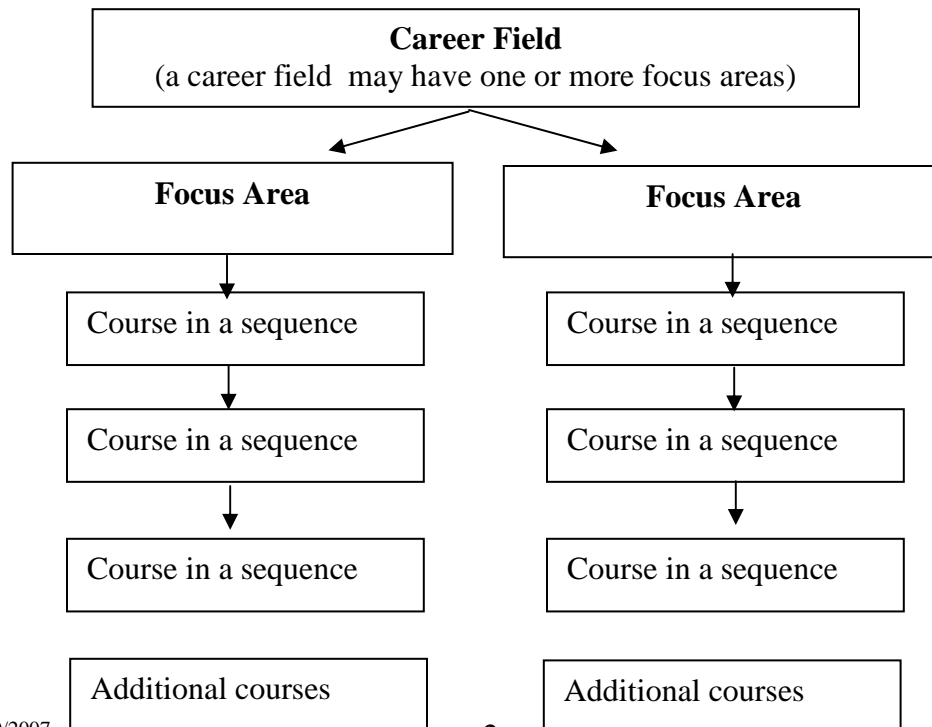 Career Field
(a career field may have one or more focus areas)
Focus Area
Focus Area
Course in a sequence
Course in a sequence
Course in a sequence
Course in a sequence
Course in a sequence
Course in a sequence
Additional courses
Additional courses
/2007